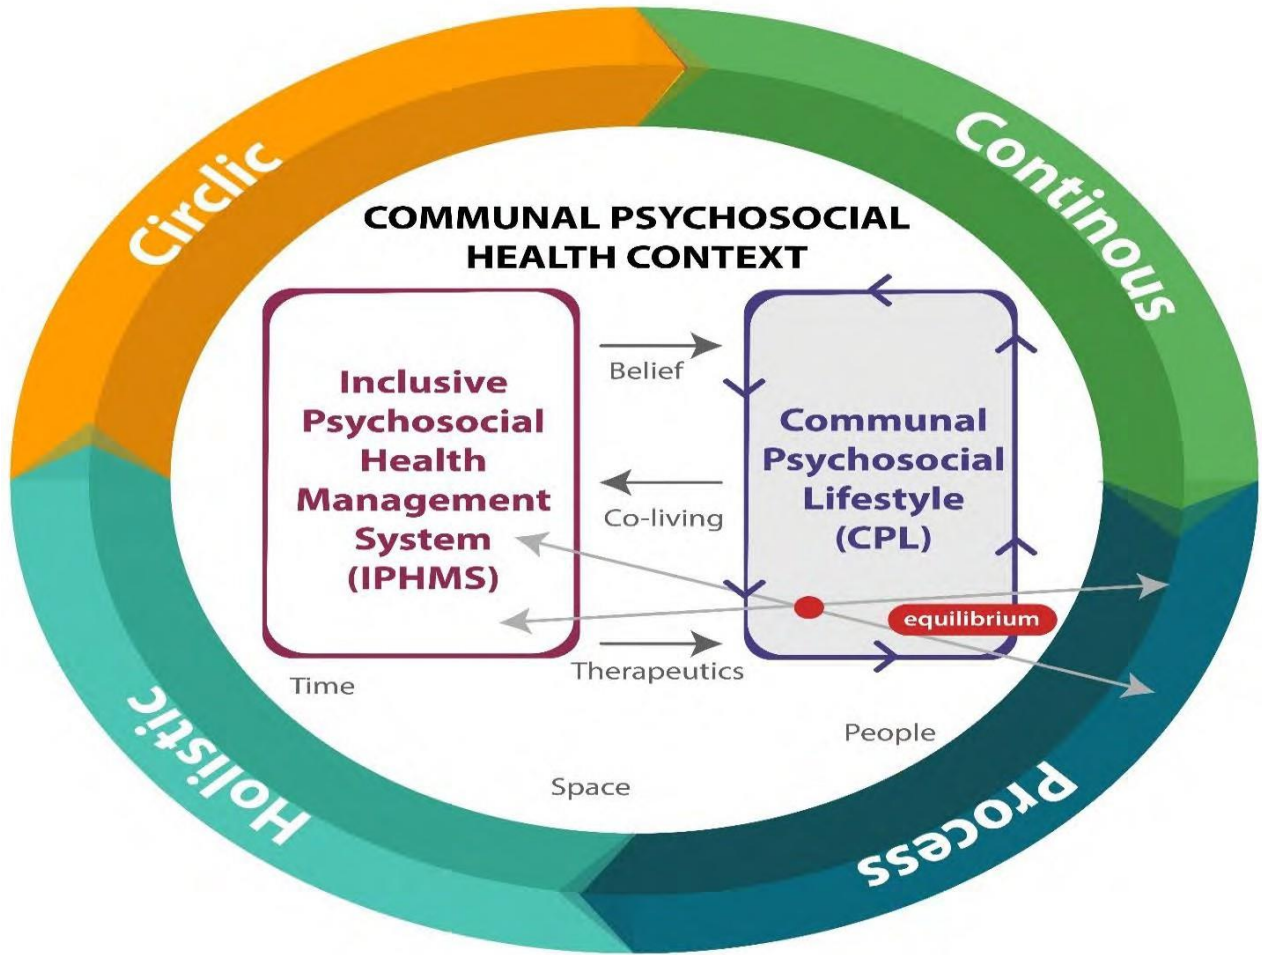 Circlic
Continous
COMMUNAL PSYCHOSOCIAL
HEALTH CONTEXT
Inclusive
Psychosocial
Health
Management
System
(IPHMS)
Belief
Co-living
Therapeutics
Communal
Psychosocial
Lifestyle
(CPL)
equilibrium
Time
People
Space
Holistic
Process